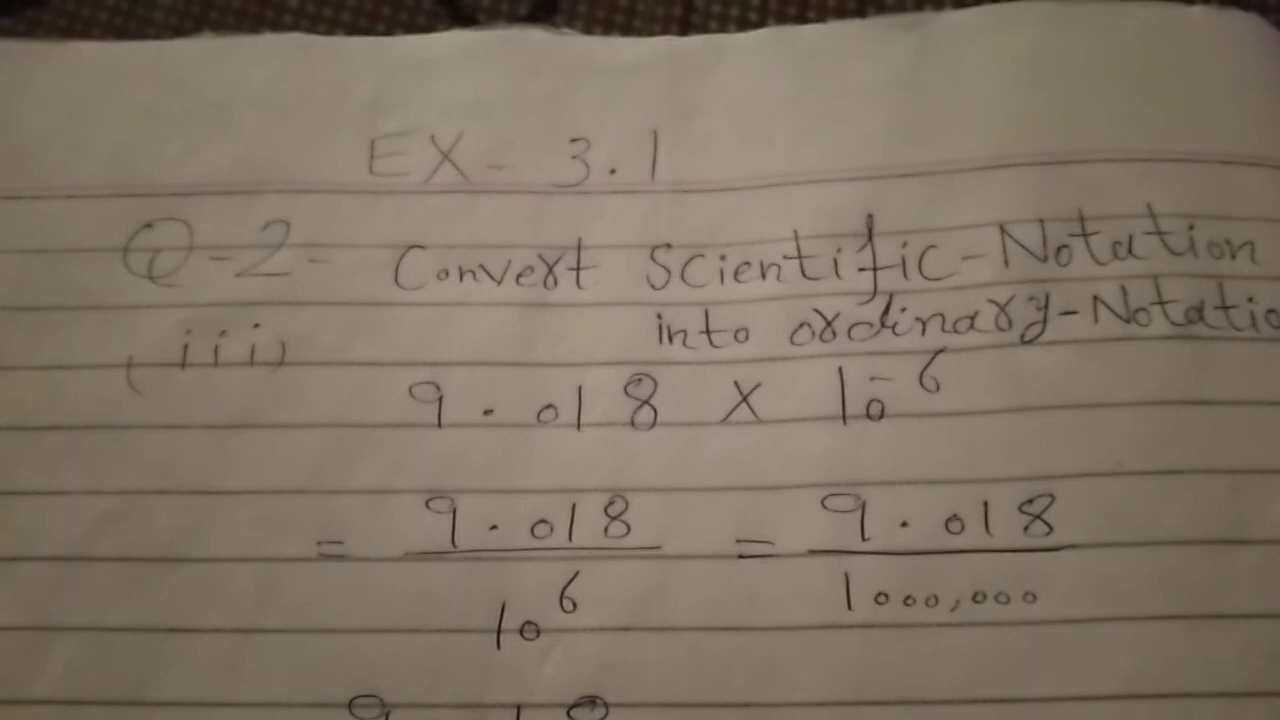 EX - 3.1
Q-2- Convert Scientific-Notation
into ordinary-Notatio
(iii)
9.018 × 10⁻⁶
= 9.018 / 10⁶ = 9.018 / 1000,000